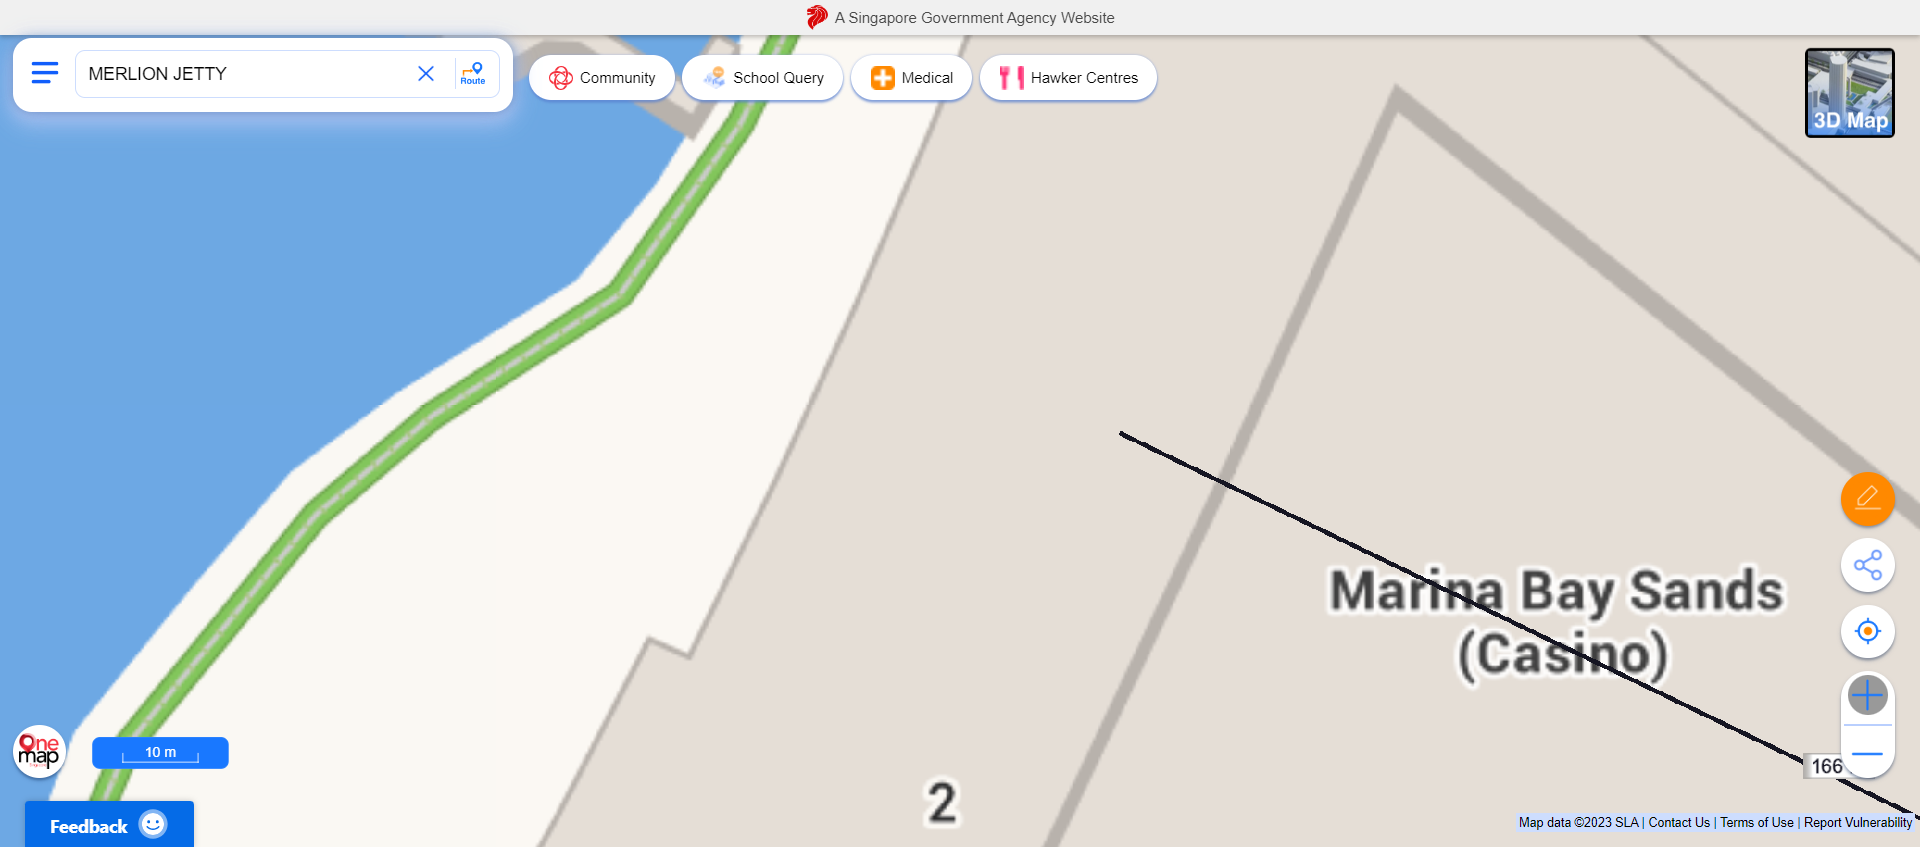 A Singapore Government Agency Website
MERLION JETTY
Route
Community
School Query
Medical
Hawker Centres
3D Map
Marina Bay Sands
(Casino)
166
One
map
10 m
2
Feedback
Map data ©2023 SLA | Contact Us | Terms of Use | Report Vulnerability